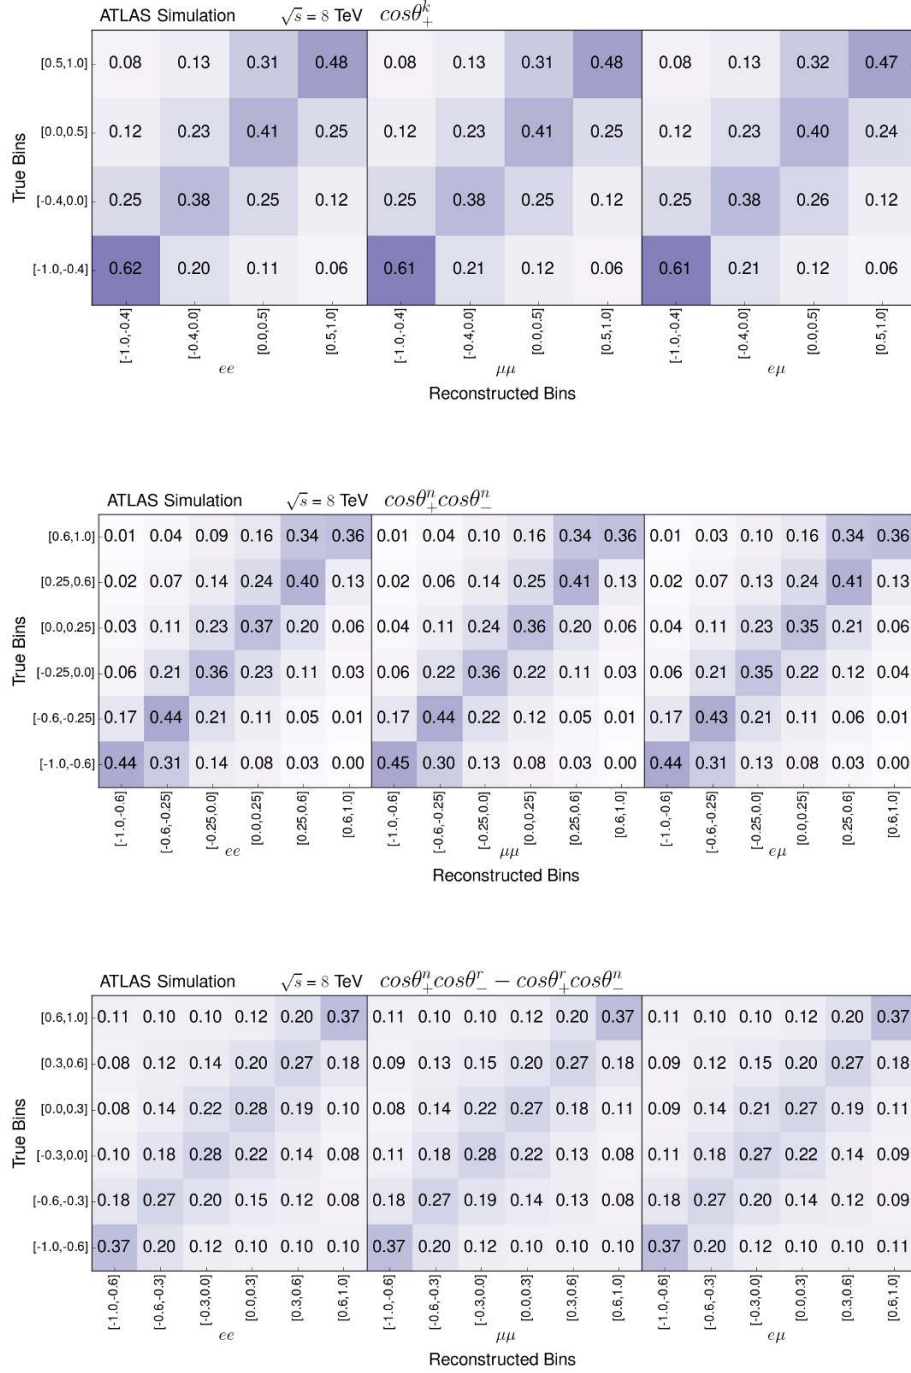 ATLAS Simulation √s = 8 TeV cosθ₊ᵏ
True Bins
[0.5,1.0] 0.08 0.13 0.31 0.48 0.08 0.13 0.31 0.48 0.08 0.13 0.32 0.47
[0.0,0.5] 0.12 0.23 0.41 0.25 0.12 0.23 0.41 0.25 0.12 0.23 0.40 0.24
[-0.4,0.0] 0.25 0.38 0.25 0.12 0.25 0.38 0.25 0.12 0.25 0.38 0.26 0.12
[-1.0,-0.4] 0.62 0.20 0.11 0.06 0.61 0.21 0.12 0.06 0.61 0.21 0.12 0.06
[-1.0,-0.4] [-0.4,0.0] [0.0,0.5] [0.5,1.0] [-1.0,-0.4] [-0.4,0.0] [0.0,0.5] [0.5,1.0] [-1.0,-0.4] [-0.4,0.0] [0.0,0.5] [0.5,1.0]
ee μμ eμ
Reconstructed Bins
ATLAS Simulation √s = 8 TeV cosθ₊ⁿcosθ₋ⁿ
True Bins
[0.6,1.0] 0.01 0.04 0.09 0.16 0.34 0.36 0.01 0.04 0.10 0.16 0.34 0.36 0.01 0.03 0.10 0.16 0.34 0.36
[0.25,0.6] 0.02 0.07 0.14 0.24 0.40 0.13 0.02 0.06 0.14 0.25 0.41 0.13 0.02 0.07 0.13 0.24 0.41 0.13
[0.0,0.25] 0.03 0.11 0.23 0.37 0.20 0.06 0.04 0.11 0.24 0.36 0.20 0.06 0.04 0.11 0.23 0.35 0.21 0.06
[-0.25,0.0] 0.06 0.21 0.36 0.23 0.11 0.03 0.06 0.22 0.36 0.22 0.11 0.03 0.06 0.21 0.35 0.22 0.12 0.04
[-0.6,-0.25] 0.17 0.44 0.21 0.11 0.05 0.01 0.17 0.44 0.22 0.12 0.05 0.01 0.17 0.43 0.21 0.11 0.06 0.01
[-1.0,-0.6] 0.44 0.31 0.14 0.08 0.03 0.00 0.45 0.30 0.13 0.08 0.03 0.00 0.44 0.31 0.13 0.08 0.03 0.00
[-1.0,-0.6] [-0.6,-0.25] [-0.25,0.0] [0.0,0.25] [0.25,0.6] [0.6,1.0] [-1.0,-0.6] [-0.6,-0.25] [-0.25,0.0] [0.0,0.25] [0.25,0.6] [0.6,1.0] [-1.0,-0.6] [-0.6,-0.25] [-0.25,0.0] [0.0,0.25] [0.25,0.6] [0.6,1.0]
ee μμ eμ
Reconstructed Bins
ATLAS Simulation √s = 8 TeV cosθ₊ⁿcosθ₋ʳ − cosθ₊ʳcosθ₋ⁿ
True Bins
[0.6,1.0] 0.11 0.10 0.10 0.12 0.20 0.37 0.11 0.10 0.10 0.12 0.20 0.37 0.11 0.10 0.10 0.12 0.20 0.37
[0.3,0.6] 0.08 0.12 0.14 0.20 0.27 0.18 0.09 0.13 0.15 0.20 0.27 0.18 0.09 0.12 0.15 0.20 0.27 0.18
[0.0,0.3] 0.08 0.14 0.22 0.28 0.19 0.10 0.08 0.14 0.22 0.27 0.18 0.11 0.09 0.14 0.21 0.27 0.19 0.11
[-0.3,0.0] 0.10 0.18 0.28 0.22 0.14 0.08 0.11 0.18 0.28 0.22 0.13 0.08 0.11 0.18 0.27 0.22 0.14 0.09
[-0.6,-0.3] 0.18 0.27 0.20 0.15 0.12 0.08 0.18 0.27 0.19 0.14 0.13 0.08 0.18 0.27 0.20 0.14 0.12 0.09
[-1.0,-0.6] 0.37 0.20 0.12 0.10 0.10 0.10 0.37 0.20 0.12 0.10 0.10 0.10 0.37 0.20 0.12 0.10 0.10 0.11
[-1.0,-0.6] [-0.6,-0.3] [-0.3,0.0] [0.0,0.3] [0.3,0.6] [0.6,1.0] [-1.0,-0.6] [-0.6,-0.3] [-0.3,0.0] [0.0,0.3] [0.3,0.6] [0.6,1.0] [-1.0,-0.6] [-0.6,-0.3] [-0.3,0.0] [0.0,0.3] [0.3,0.6] [0.6,1.0]
ee μμ eμ
Reconstructed Bins